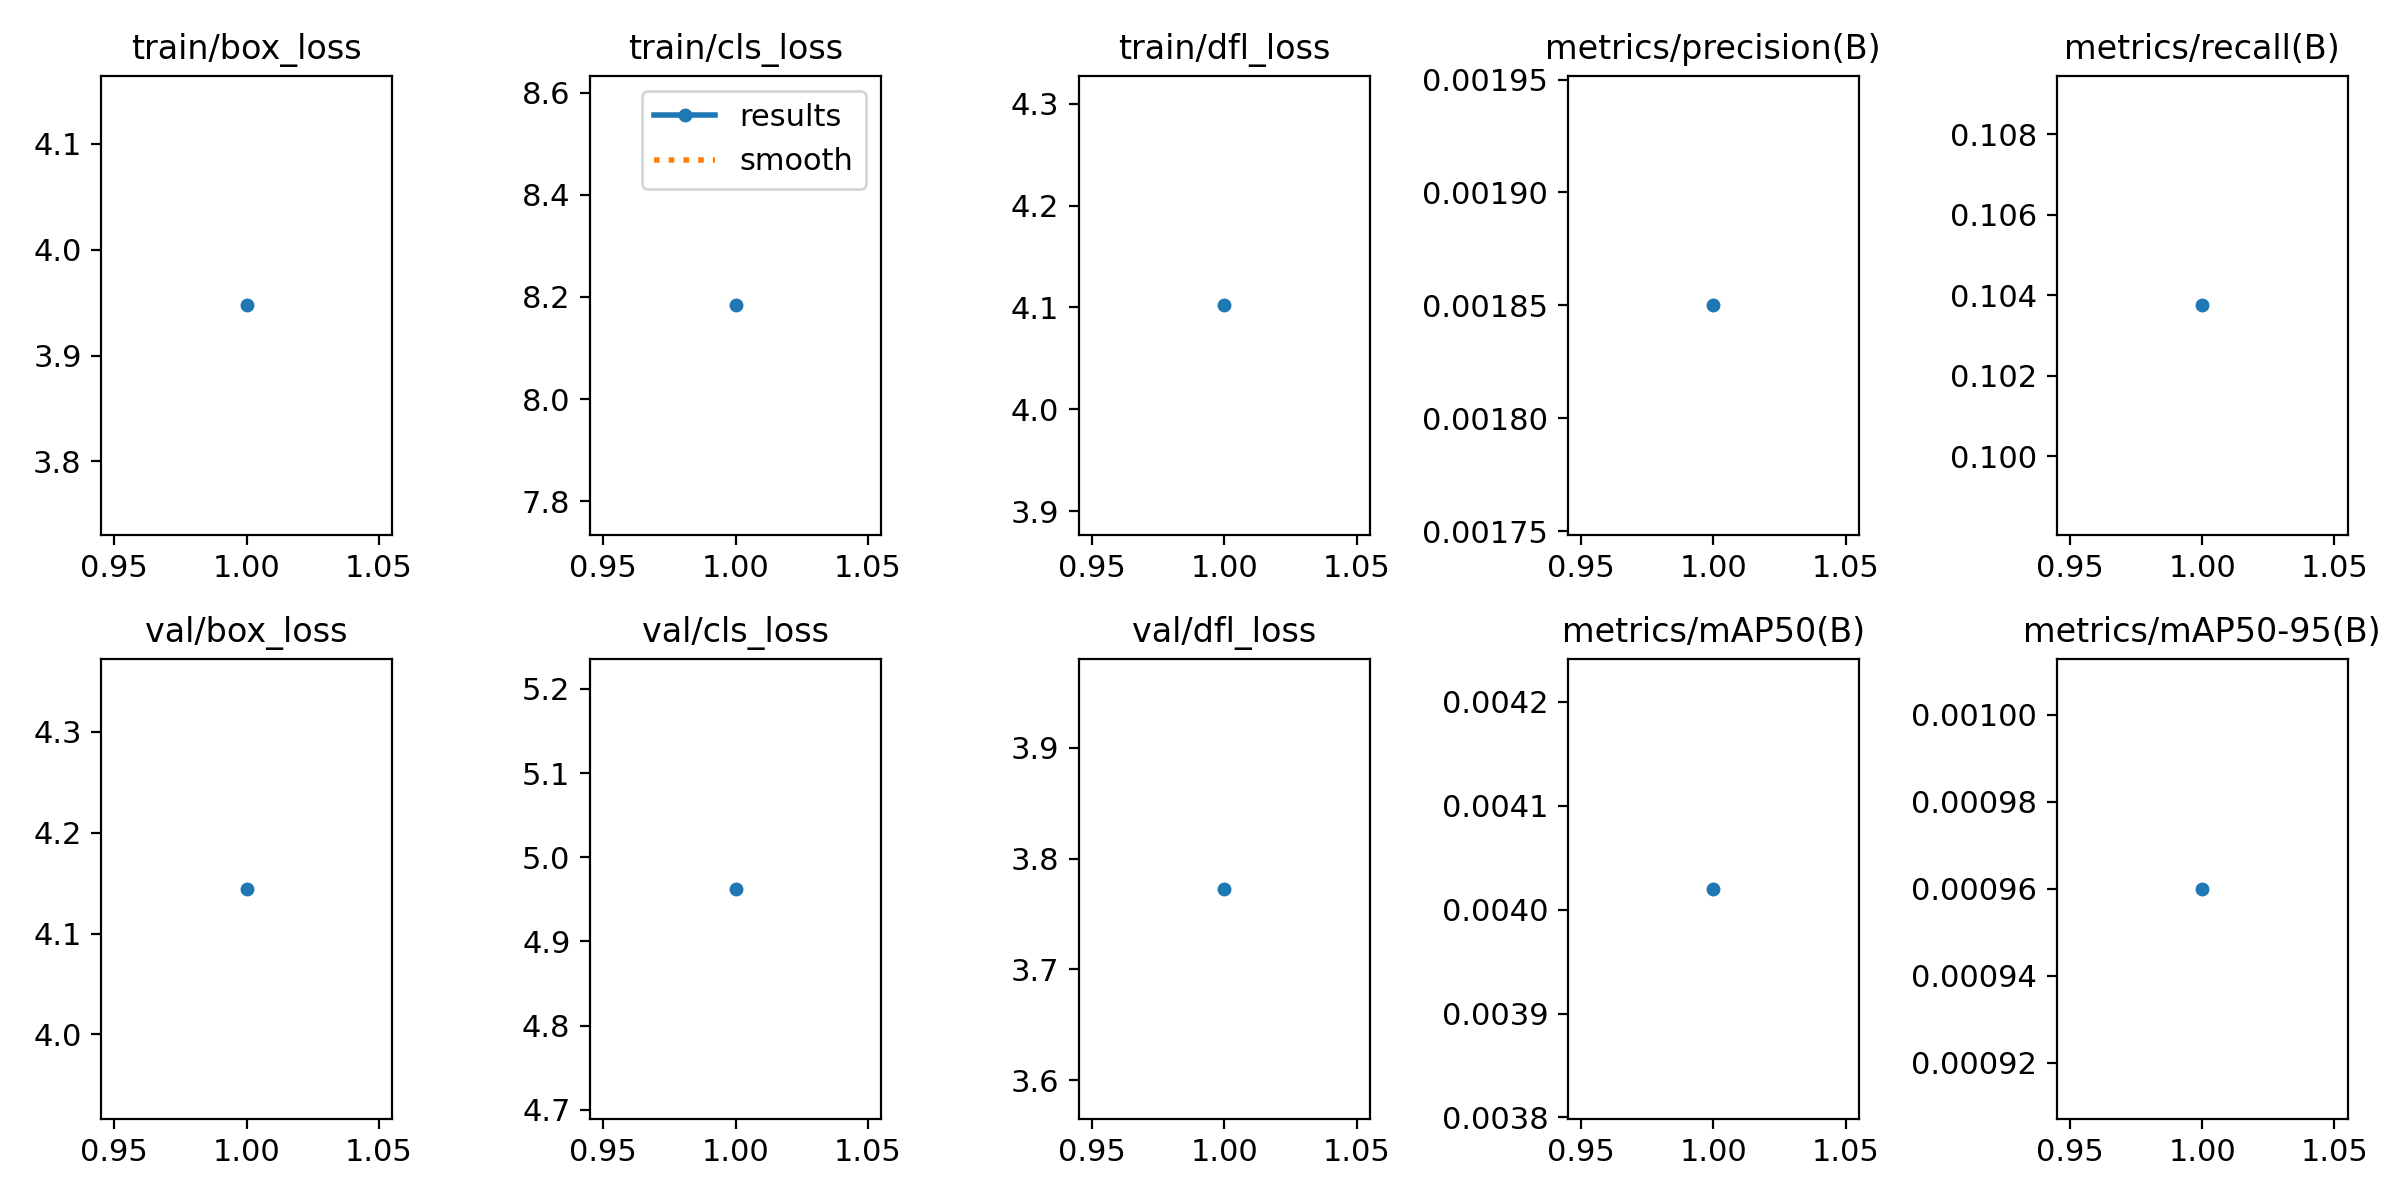 train/box_loss
4.1
4.0
3.9
3.8
0.95 1.00 1.05
train/cls_loss
results
smooth
8.6
8.4
8.2
8.0
7.8
0.95 1.00 1.05
train/dfl_loss
4.3
4.2
4.1
4.0
3.9
0.95 1.00 1.05
metrics/precision(B)
0.00195
0.00190
0.00185
0.00180
0.00175
0.95 1.00 1.05
metrics/recall(B)
0.108
0.106
0.104
0.102
0.100
0.95 1.00 1.05
val/box_loss
4.3
4.2
4.1
4.0
0.95 1.00 1.05
val/cls_loss
5.2
5.1
5.0
4.9
4.8
4.7
0.95 1.00 1.05
val/dfl_loss
3.9
3.8
3.7
3.6
0.95 1.00 1.05
metrics/mAP50(B)
0.0042
0.0041
0.0040
0.0039
0.0038
0.95 1.00 1.05
metrics/mAP50-95(B)
0.00100
0.00098
0.00096
0.00094
0.00092
0.95 1.00 1.05